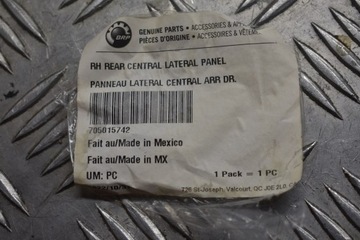 GENUINE PARTS • ACCESSORIES &
PIÈCES D'ORIGINE • ACCESSOIRES & VÊTEM
BRP
RH REAR CENTRAL LATERAL PANEL
PANNEAU LATERAL CENTRAL ARR DR.
705015742
Fait au/Made in Mexico
Fait au/Made in MX
UM: PC 1 Pack = 1 PC
726 St-Joseph, Valcourt, QC J0E 2L0